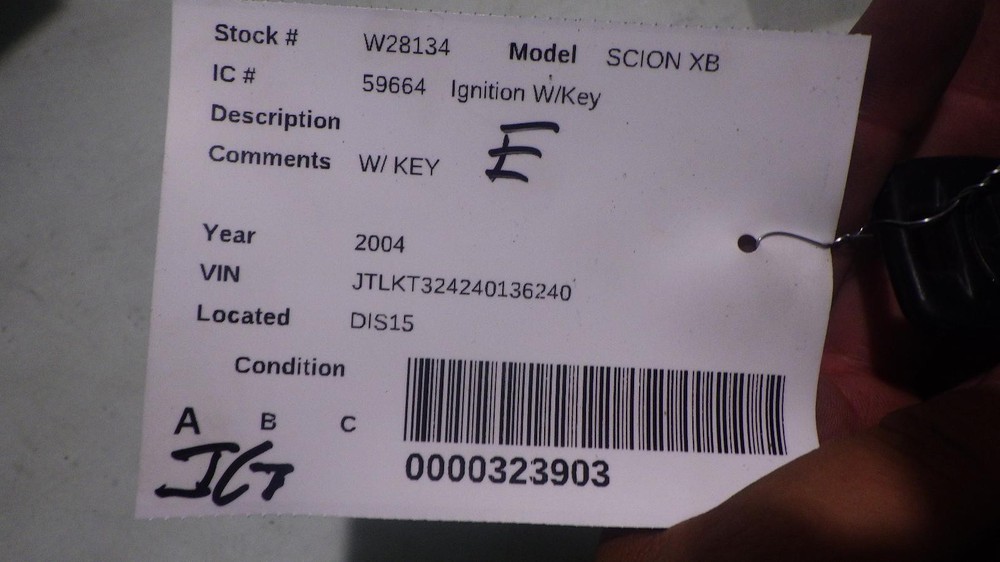 Stock # W28134 Model SCION XB
IC # 59664 Ignition W/Key
Description
Comments W/ KEY E
Year 2004
VIN JTLKT324240136240
Located DIS15
Condition
A B C
0000323903